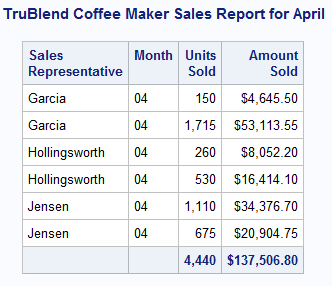 TruBlend Coffee Maker Sales Report for April
Sales Representative Month Units Sold Amount Sold
Garcia 04 150 $4,645.50
Garcia 04 1,715 $53,113.55
Hollingsworth 04 260 $8,052.20
Hollingsworth 04 530 $16,414.10
Jensen 04 1,110 $34,376.70
Jensen 04 675 $20,904.75
4,440 $137,506.80